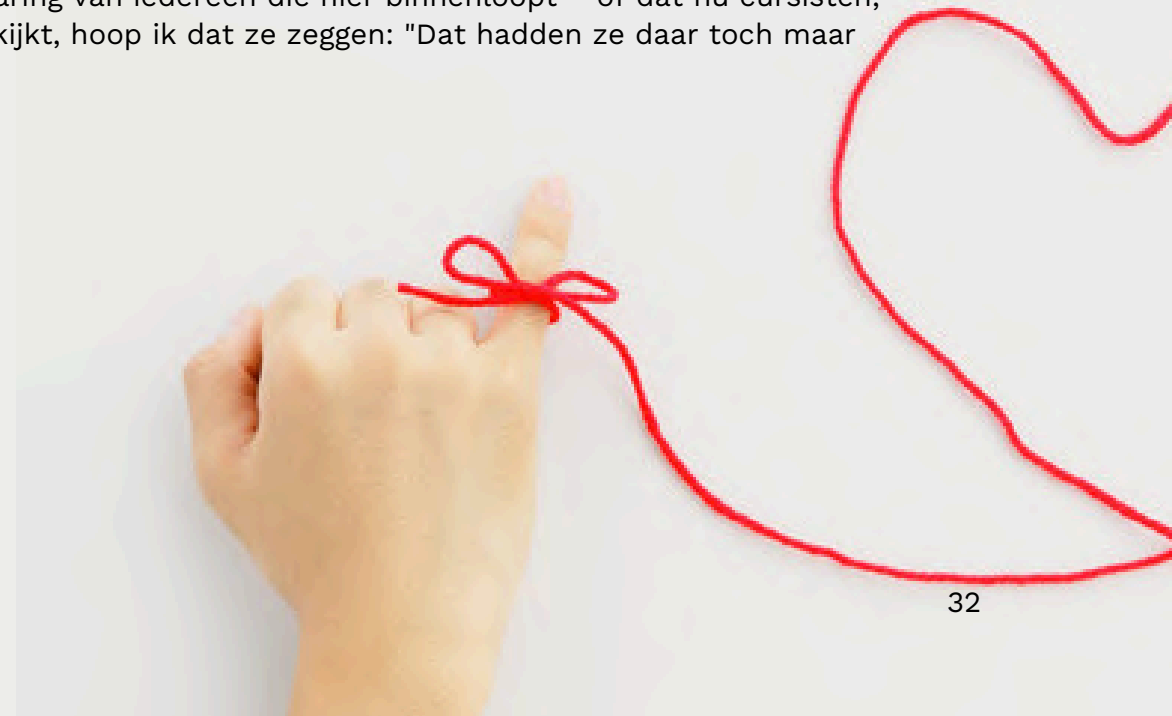 van iedereen die hier binnenloopt – of dat nu cursisten,
kijkt, hoop ik dat ze zeggen: "Dat hadden ze daar toch maar
32